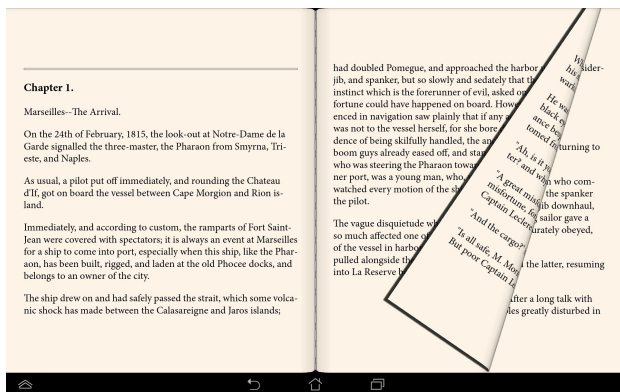 Chapter 1.
Marseilles--The Arrival.
On the 24th of February, 1815, the look-out at Notre-Dame de la
Garde signalled the three-master, the Pharaon from Smyrna, Tri-
este, and Naples.
As usual, a pilot put off immediately, and rounding the Chateau
d'If, got on board the vessel between Cape Morgion and Rion is-
land.
Immediately, and according to custom, the ramparts of Fort Saint-
Jean were covered with spectators; it is always an event at Marseilles
for a ship to come into port, especially when this ship, like the Phar-
aon, has been built, rigged, and laden at the old Phocee docks, and
belongs to an owner of the city.
The ship drew on and had safely passed the strait, which some volca-
nic shock has made between the Calasareigne and Jaros islands;
had doubled Pomegue, and approached the harbor
jib, and spanker, but so slowly and sedately that
instinct which is the forerunner of evil, asked
fortune could have happened on board.
enced in navigation saw plainly that if any
was not to the vessel herself, for she bore
dence of being skilfully handled, the
boom guys already eased off, and
who was steering the Pharaon
ner port, was a young man, who,
watched every motion of the
the pilot.
The vague disquietude
so much affected one of
of the vessel in
pulled alongside
into La Reserve
his
He
black
"Ah, is it
ter? and
"A great
misfortune,
Captain
"And the cargo?"
"Is all safe, M.
But poor Captain
sider-
turning to
who com-
the spanker
ib downhaul,
sailor gave a
urately obeyed,
the latter, resuming
After a long talk with
les greatly disturbed in